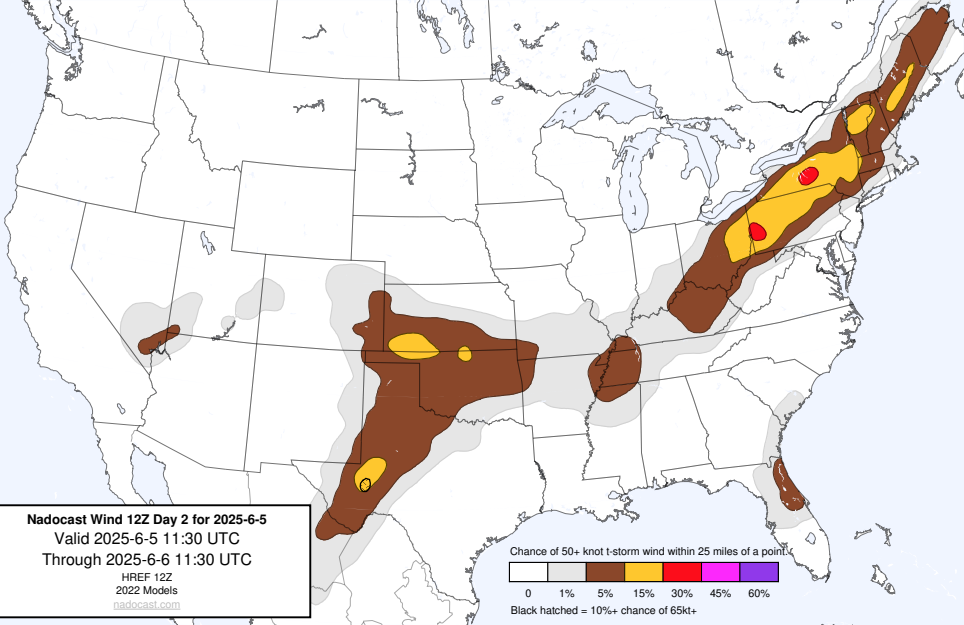 Nadocast Wind 12Z Day 2 for 2025-6-5
Valid 2025-6-5 11:30 UTC
Through 2025-6-6 11:30 UTC
HREF 12Z
2022 Models
nadocast.com
Chance of 50+ knot t-storm wind within 25 miles of a point.
0 1% 5% 15% 30% 45% 60%
Black hatched = 10%+ chance of 65kt+